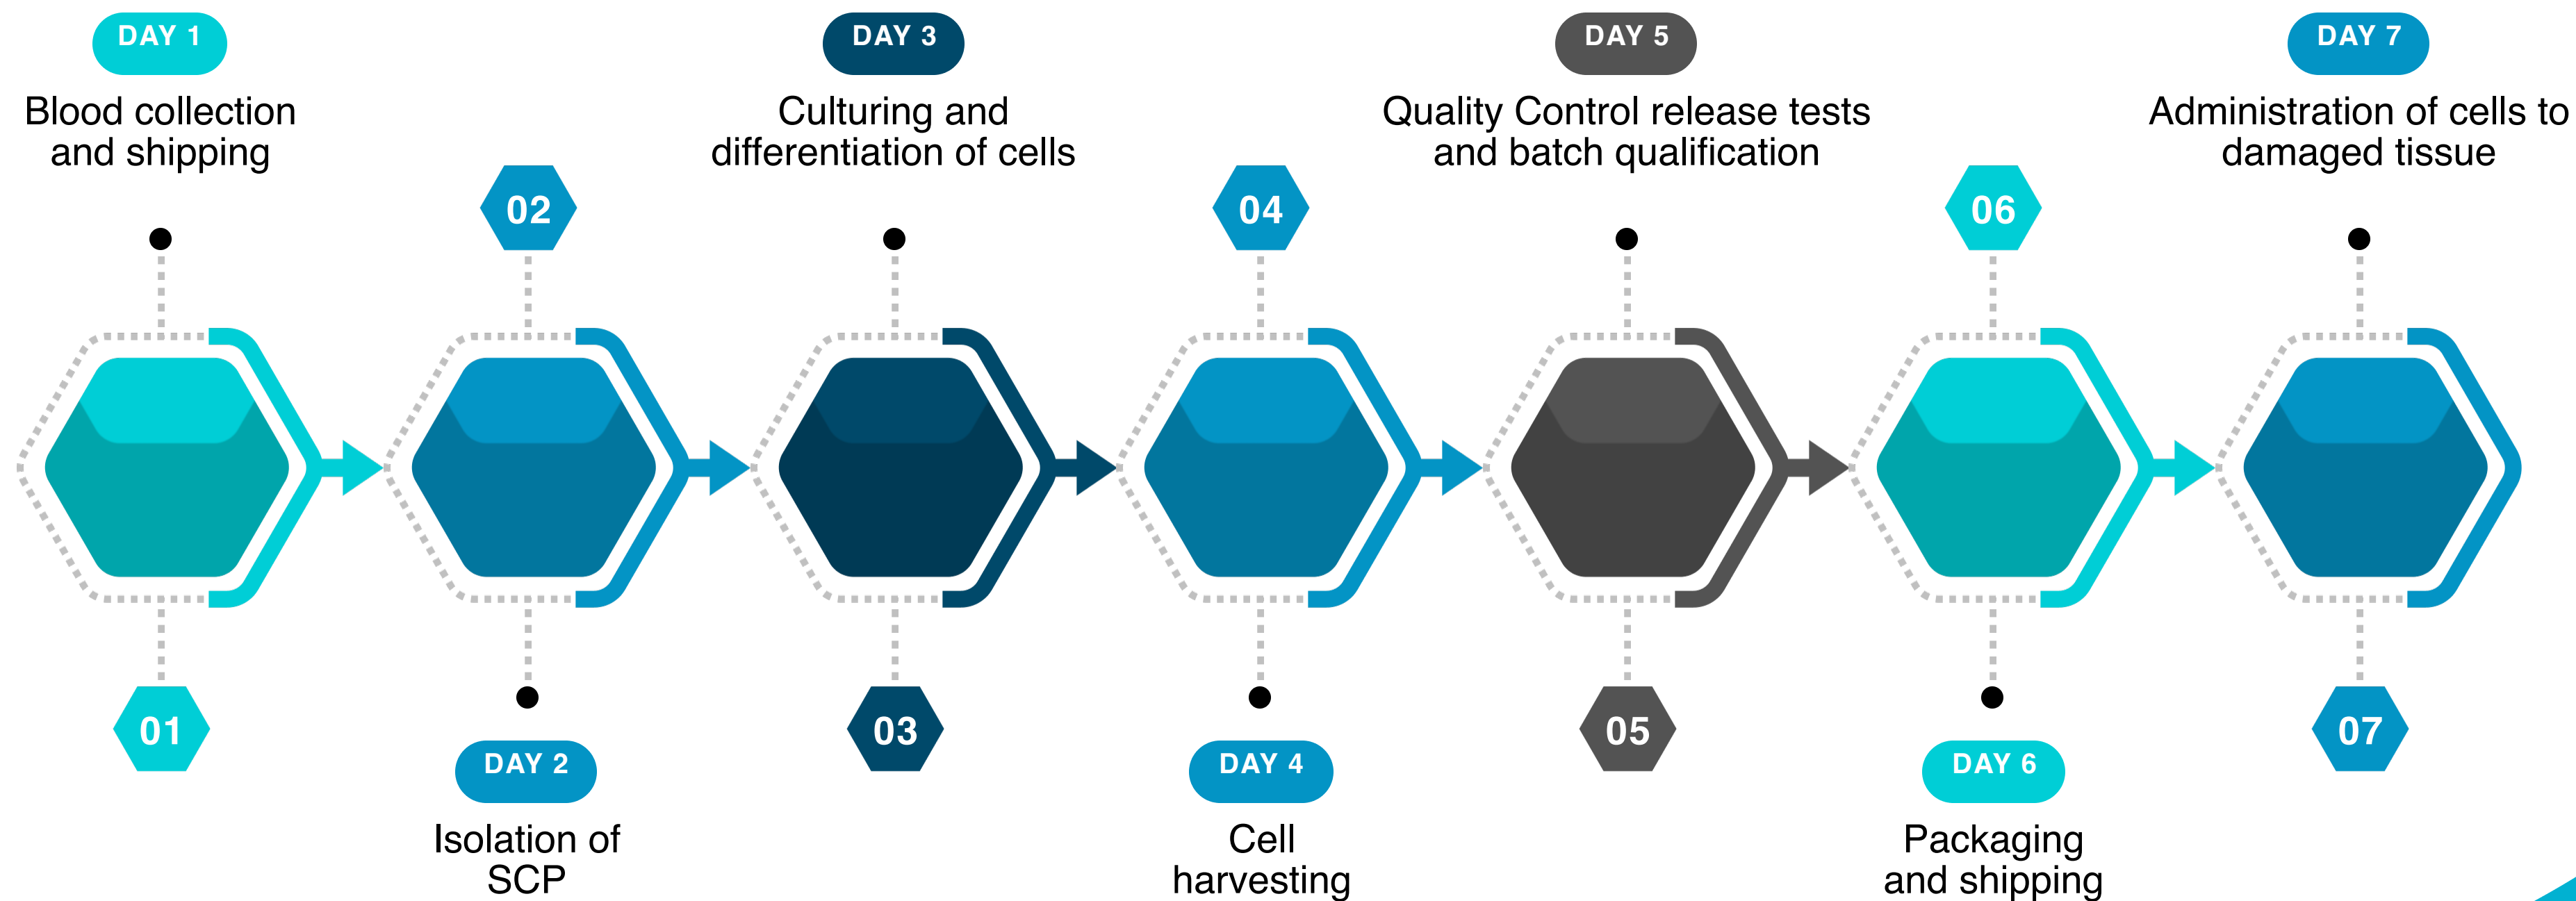 DAY 1
Blood collection
and shipping
01
02
DAY 2
Isolation of
SCP
DAY 3
Culturing and
differentiation of cells
03
04
DAY 4
Cell
harvesting
DAY 5
Quality Control release tests
and batch qualification
05
06
DAY 6
Packaging
and shipping
DAY 7
Administration of cells to
damaged tissue
07